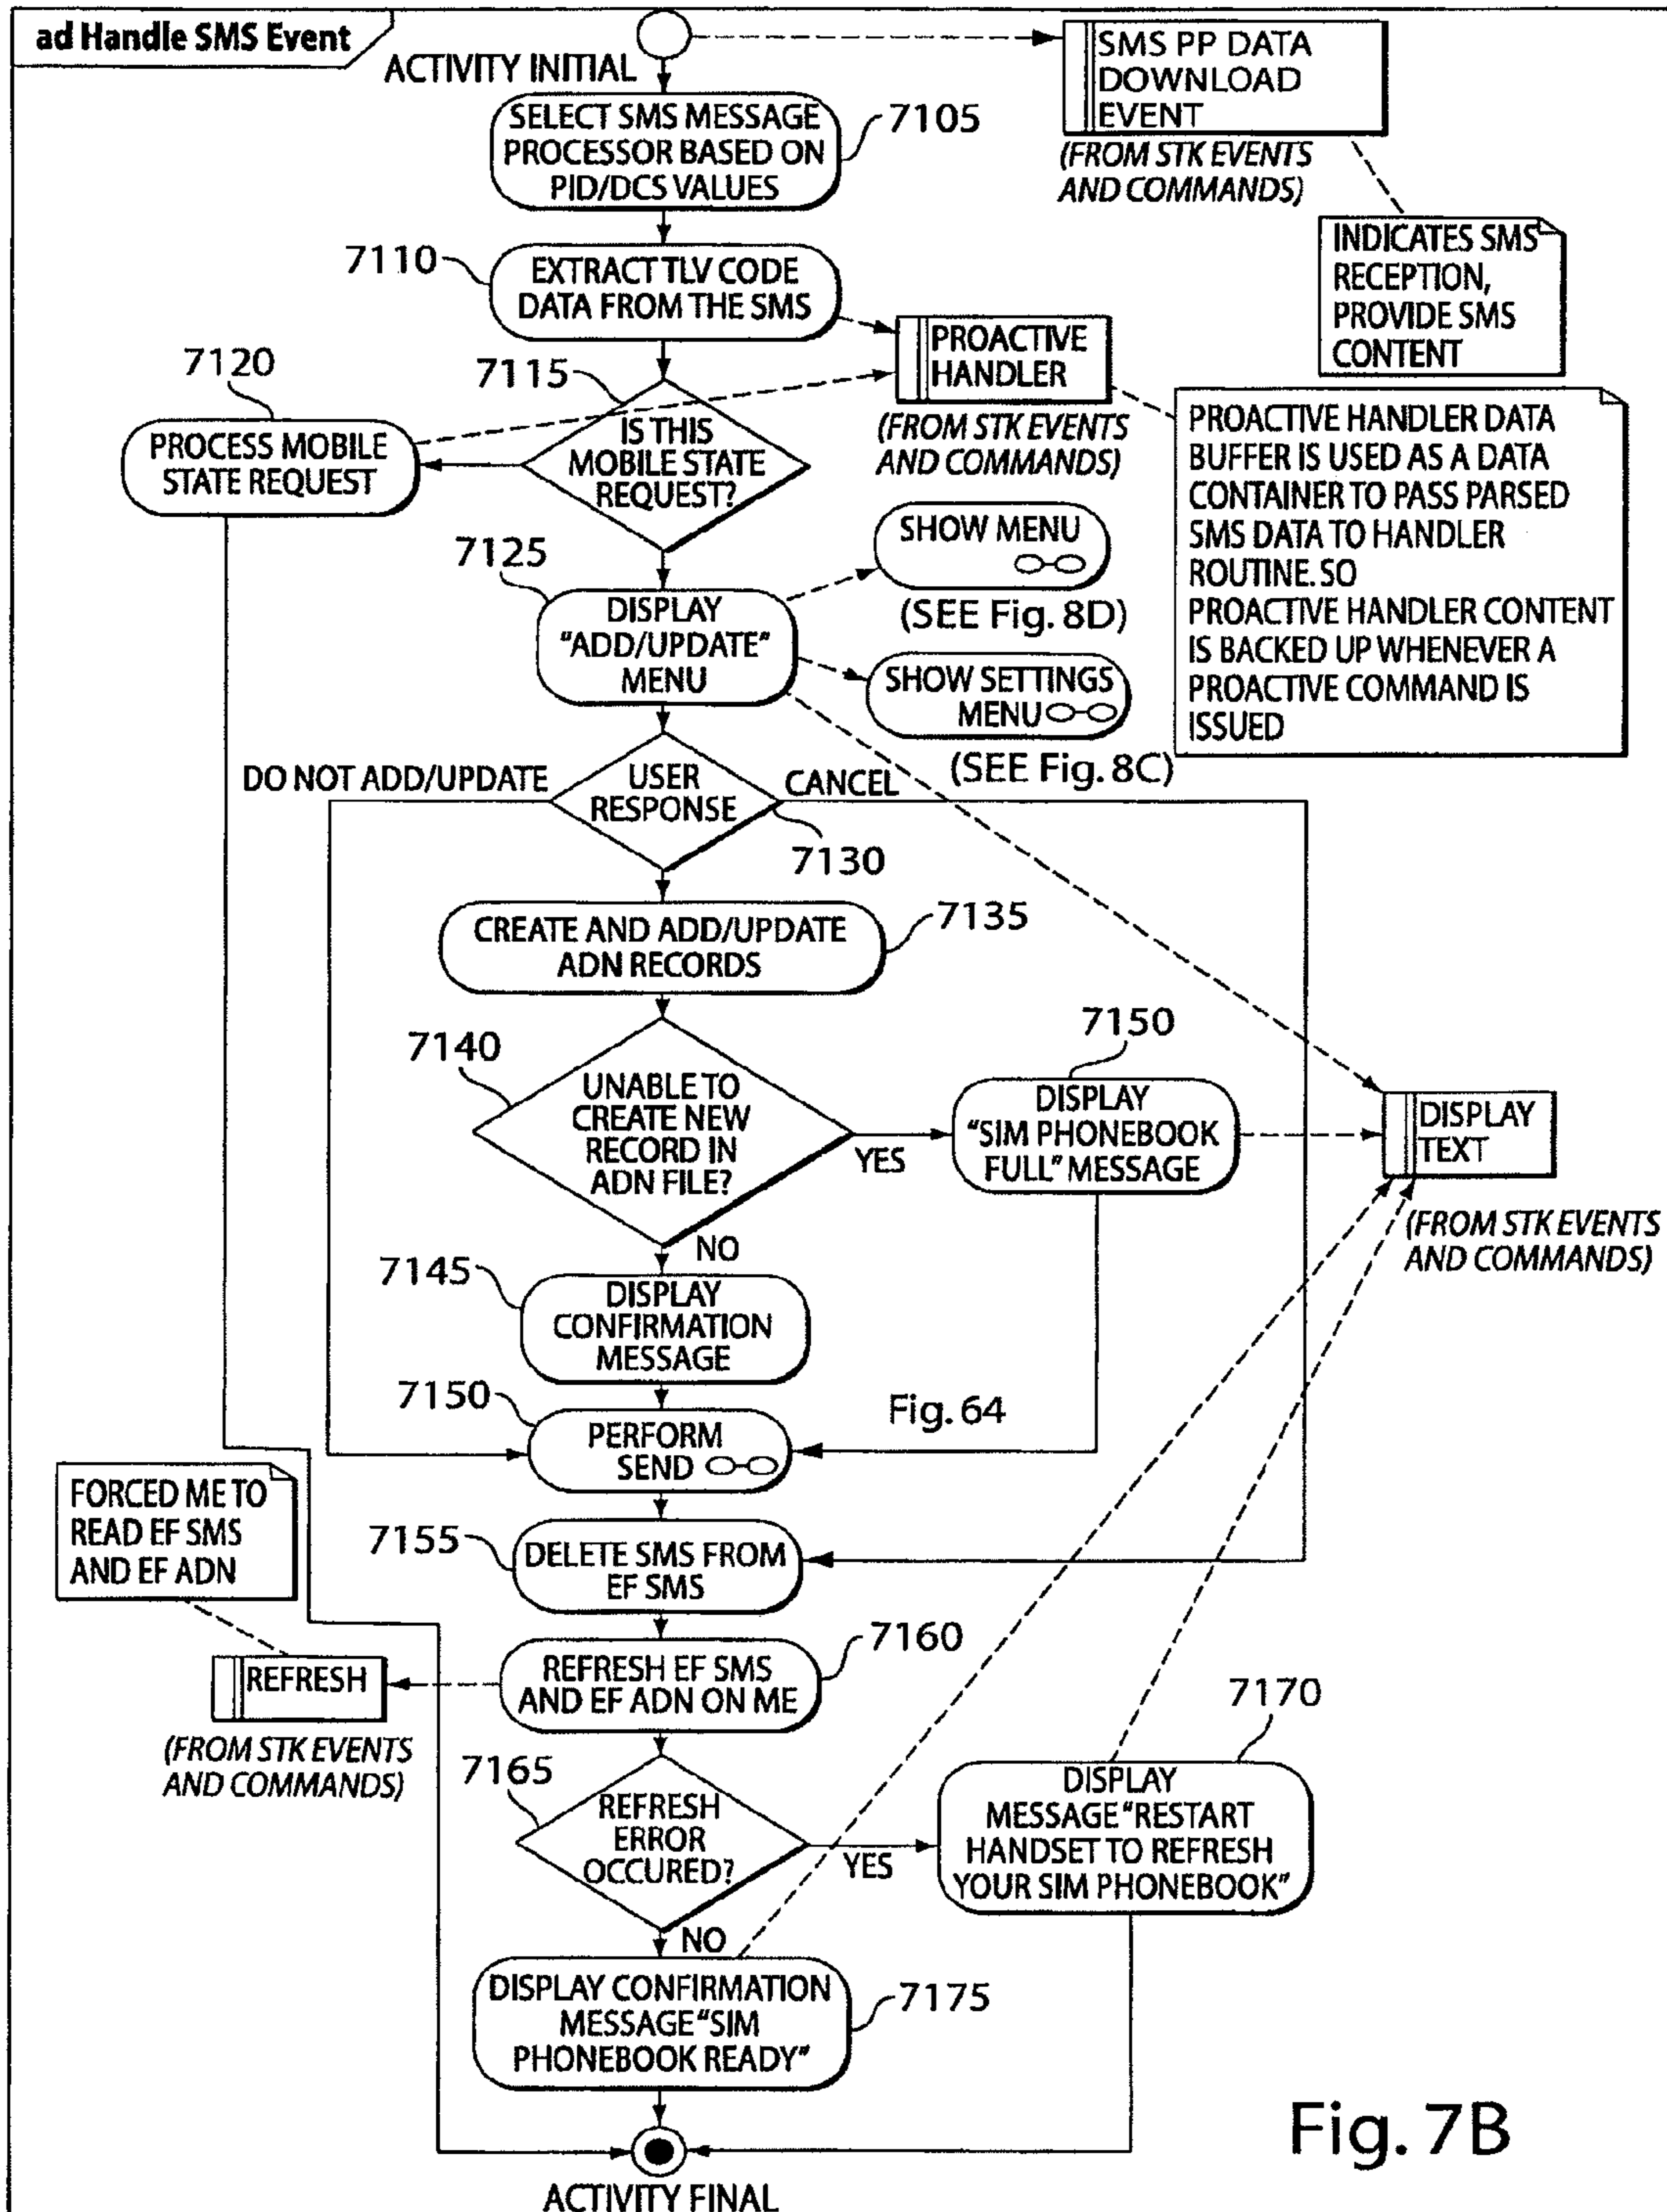 ad Handle SMS Event
ACTIVITY INITIAL
SMS PP DATA
DOWNLOAD
EVENT
(FROM STK EVENTS
AND COMMANDS)
SELECT SMS MESSAGE
PROCESSOR BASED ON
PID/DCS VALUES
7105
INDICATES SMS
RECEPTION,
PROVIDE SMS
CONTENT
7110
EXTRACT TLV CODE
DATA FROM THE SMS
PROACTIVE
HANDLER
(FROM STK EVENTS
AND COMMANDS)
7120
PROCESS MOBILE
STATE REQUEST
7115
IS THIS
MOBILE STATE
REQUEST?
PROACTIVE HANDLER DATA
BUFFER IS USED AS A DATA
CONTAINER TO PASS PARSED
SMS DATA TO HANDLER
ROUTINE. SO
PROACTIVE HANDLER CONTENT
IS BACKED UP WHENEVER A
PROACTIVE COMMAND IS
ISSUED
7125
DISPLAY
"ADD/UPDATE"
MENU
SHOW MENU
(SEE Fig. 8D)
SHOW SETTINGS
MENU
(SEE Fig. 8C)
DO NOT ADD/UPDATE
USER
RESPONSE
CANCEL
7130
CREATE AND ADD/UPDATE
ADN RECORDS
7135
7140
UNABLE TO
CREATE NEW
RECORD IN
ADN FILE?
YES
7150
DISPLAY
"SIM PHONEBOOK
FULL" MESSAGE
DISPLAY
TEXT
(FROM STK EVENTS
AND COMMANDS)
NO
7145
DISPLAY
CONFIRMATION
MESSAGE
7150
PERFORM
SEND
Fig. 64
FORCED ME TO
READ EF SMS
AND EF ADN
7155
DELETE SMS FROM
EF SMS
REFRESH
(FROM STK EVENTS
AND COMMANDS)
REFRESH EF SMS
AND EF ADN ON ME
7160
7165
REFRESH
ERROR
OCCURED?
YES
7170
DISPLAY
MESSAGE "RESTART
HANDSET TO REFRESH
YOUR SIM PHONEBOOK"
NO
DISPLAY CONFIRMATION
MESSAGE "SIM
PHONEBOOK READY"
7175
ACTIVITY FINAL
Fig. 7B